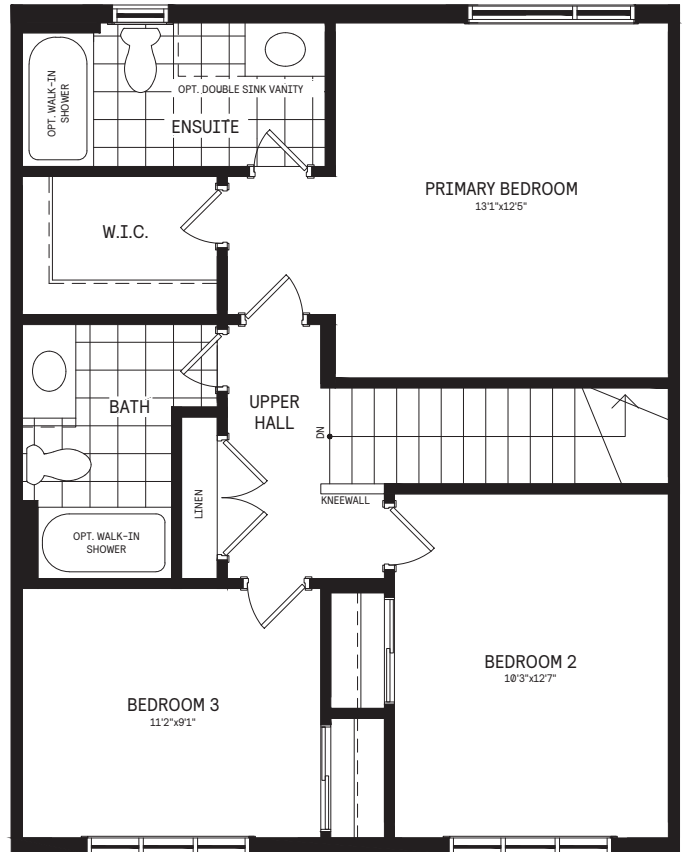 OPT. WALK-IN
SHOWER
OPT. DOUBLE SINK VANITY
ENSUITE
PRIMARY BEDROOM
13'1"x12'5"
W.I.C.
BATH
UPPER
HALL
DN
LINEN
KNEEWALL
OPT. WALK-IN
SHOWER
BEDROOM 2
10'3"x12'7"
BEDROOM 3
11'2"x9'1"